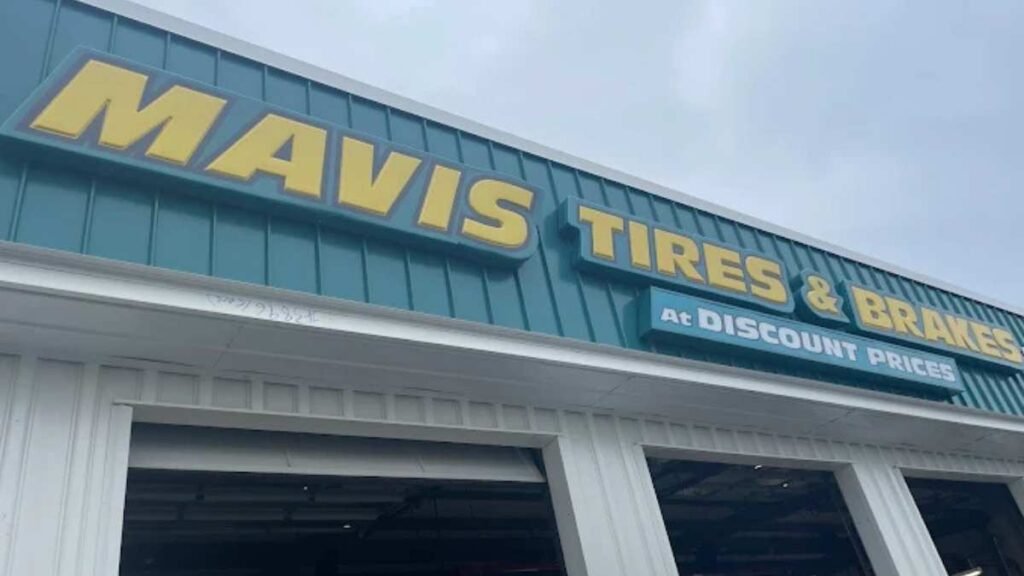 MAVIS TIRES & BRAKES
At DISCOUNT PRICES